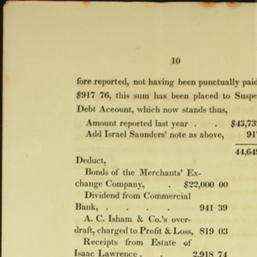 10
fore reported, not having been punctually paid
$917 76, this sum has been placed to Suspe
Debt Account, which now stands thus,
Amount reported last year . . $43,73
Add Israel Saunders' note as above, 91
44,64
Deduct,
Bonds of the Merchants' Ex-
change Company, . $22,000 00
Dividend from Commercial
Bank, . . . . . 941 39
A. C. Isham & Co.'s over-
draft, charged to Profit & Loss, 819 03
Receipts from Estate of
Isaac Lawrence . . 2,918 74